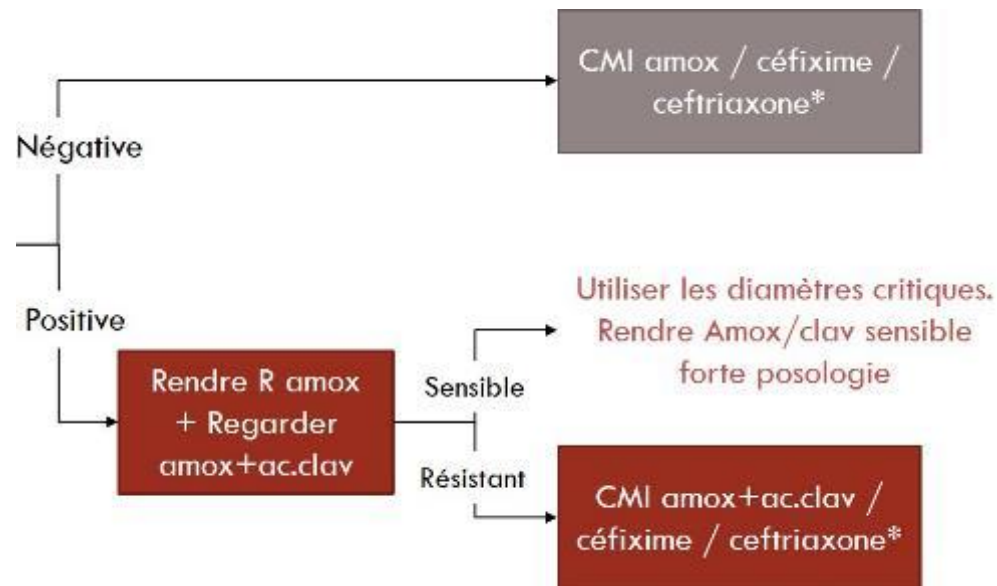 CMI amox / céfixime /
ceftriaxone*
Négative
Positive
Rendre R amox
+ Regarder
amox+ac.clav
Sensible
Utiliser les diamètres critiques.
Rendre Amox/clav sensible
forte posologie
Résistant
CMI amox+ac.clav /
céfixime / ceftriaxone*